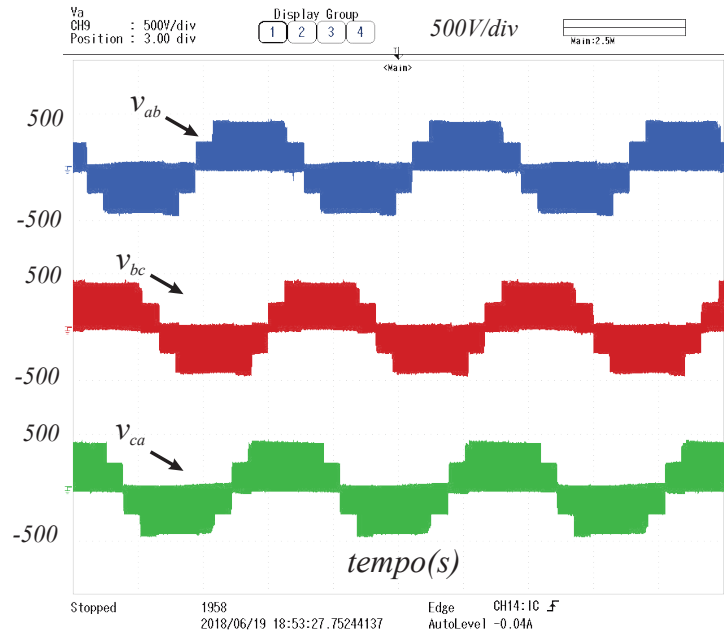 Va
CH9 : 500V/div
Position : 3.00 div
Display Group
1 2 3 4
500V/div
Main:2.5M
<Main>
500
v_ab
-500
500
v_bc
-500
500
v_ca
-500
tempo(s)
Stopped 1958 Edge CH14:IC
2018/06/19 18:53:27.75244137 AutoLevel -0.04A